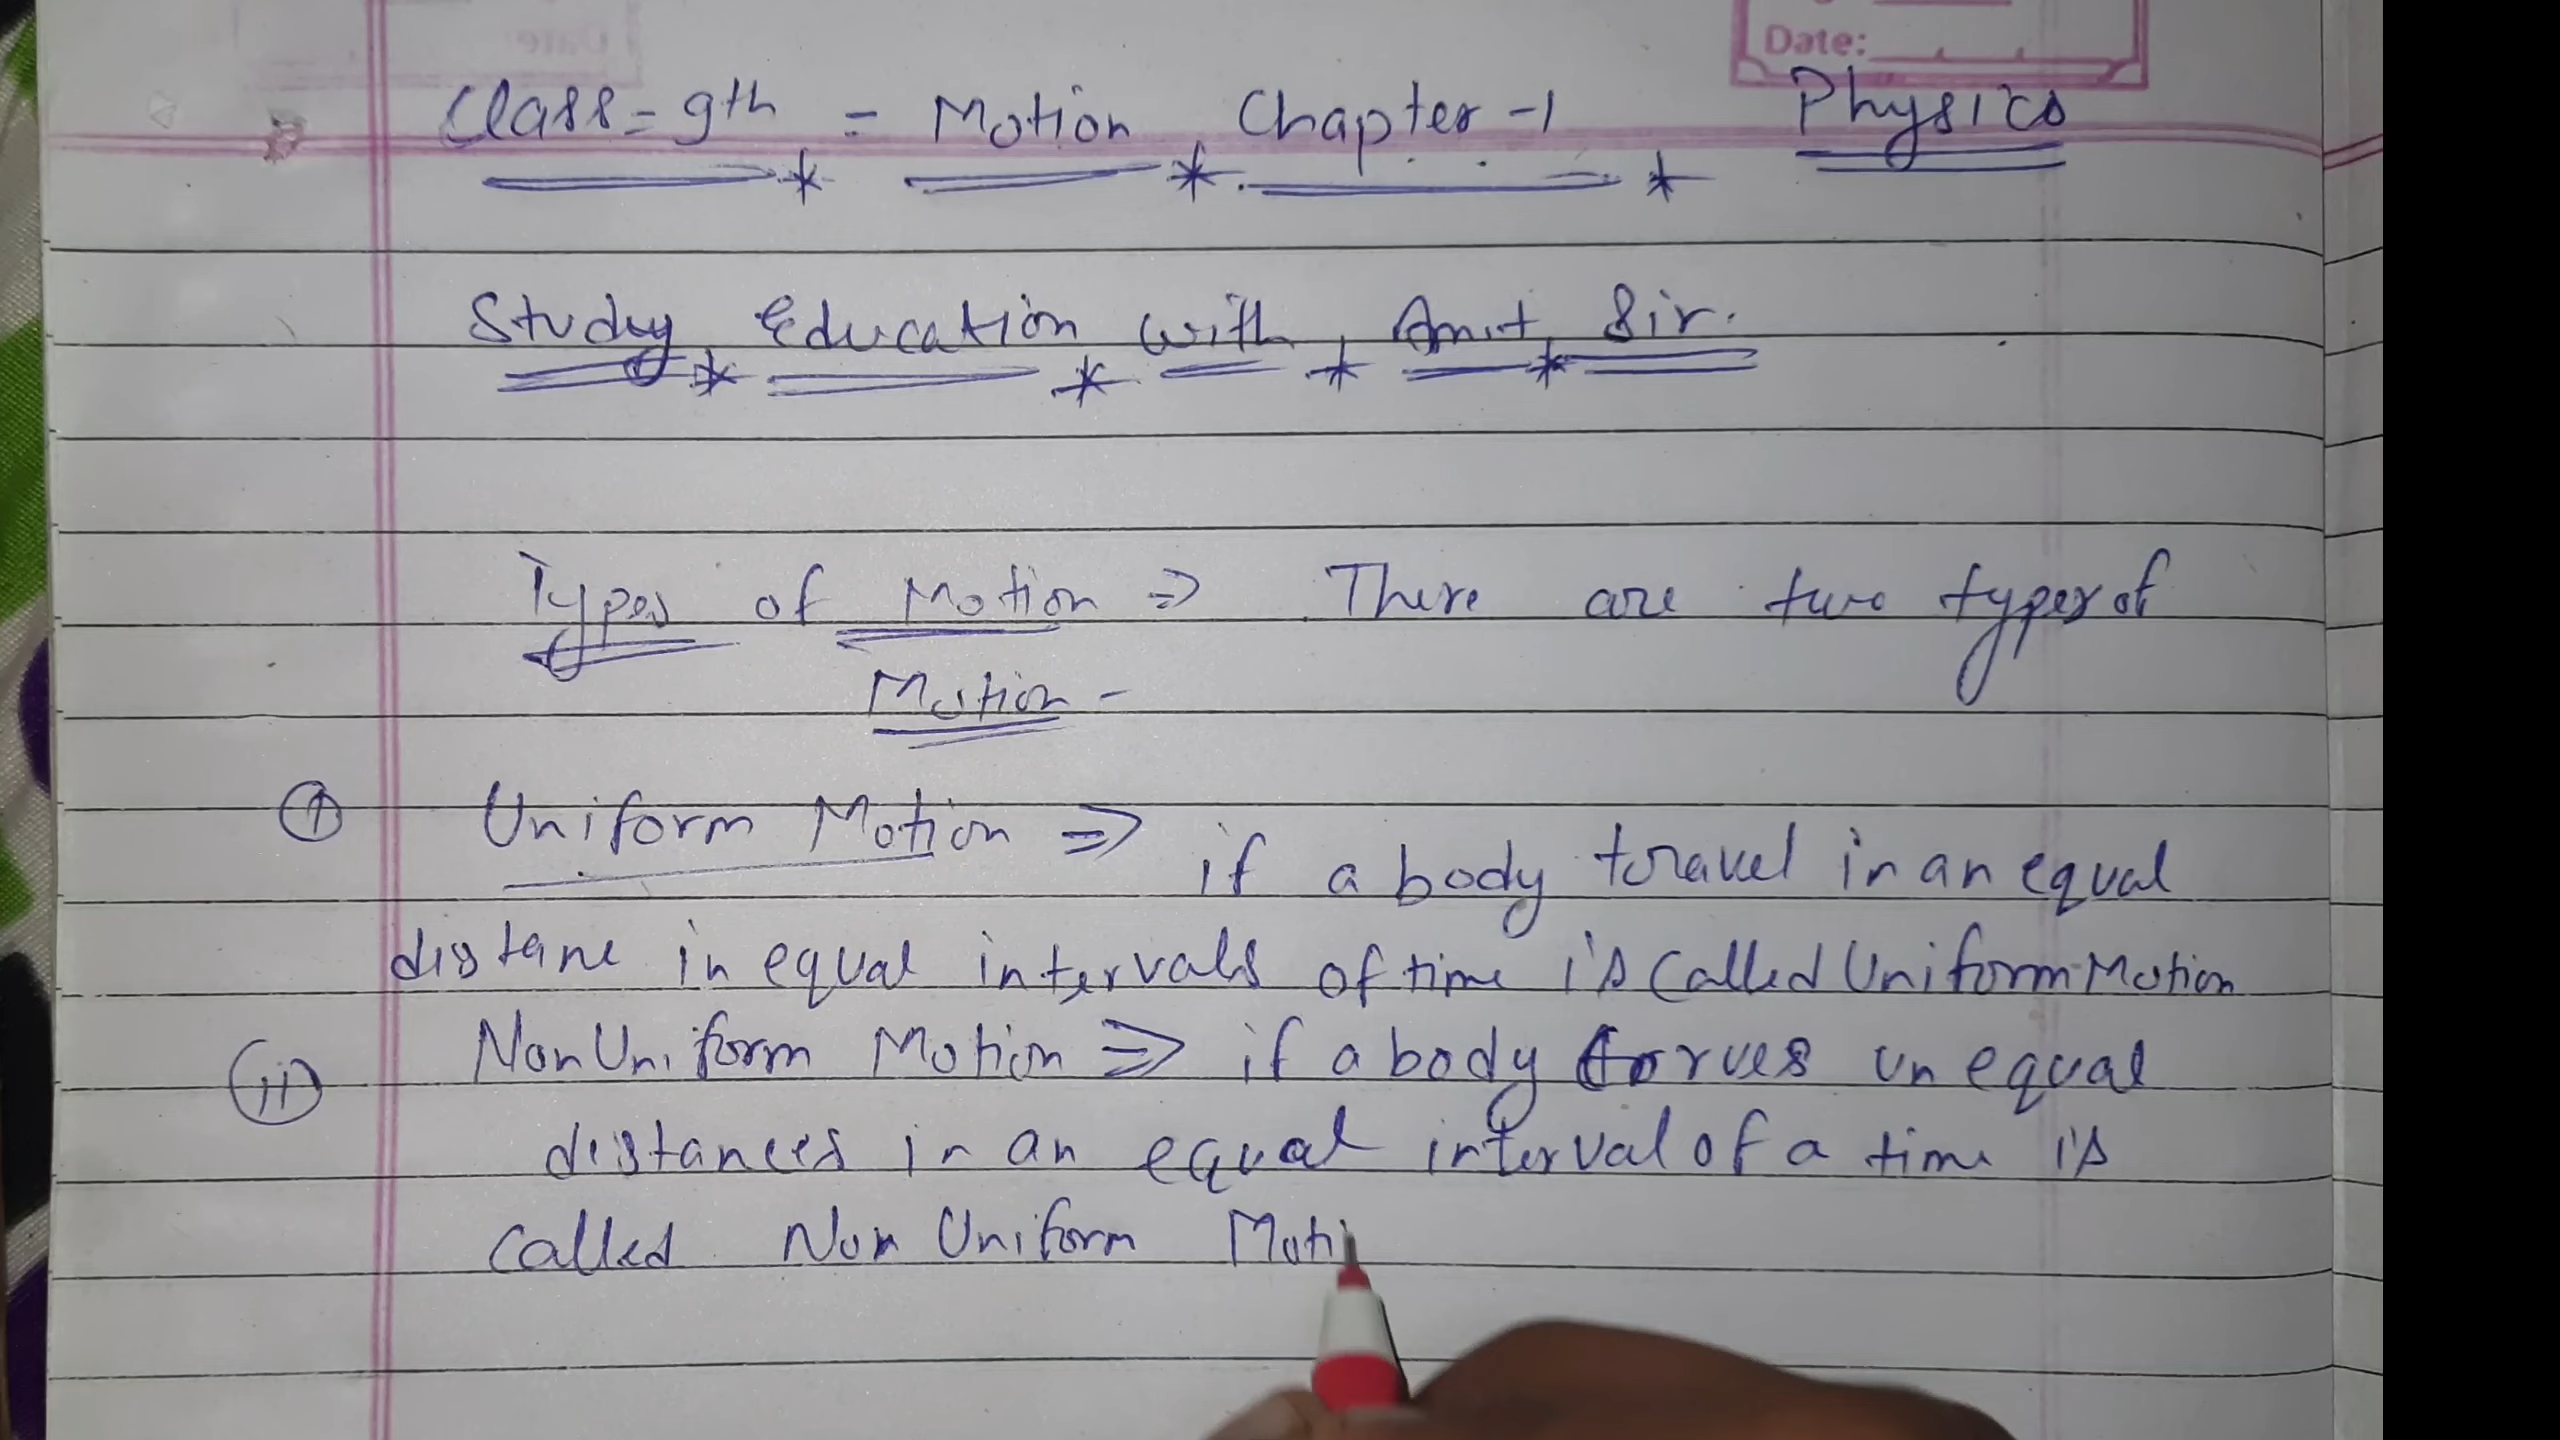 Date:
Class = 9th = Motion Chapter -1 Physics
Study Education with Amit Sir.
Types of Motion => There are two types of
Motion -
(i) Uniform Motion => if a body travel in an equal
distane in equal intervals of time is Called Uniform Motion
(ii) Non Uniform Motion => if a body un equal
distances in an equal interval of a time is
Called Non Uniform Moti